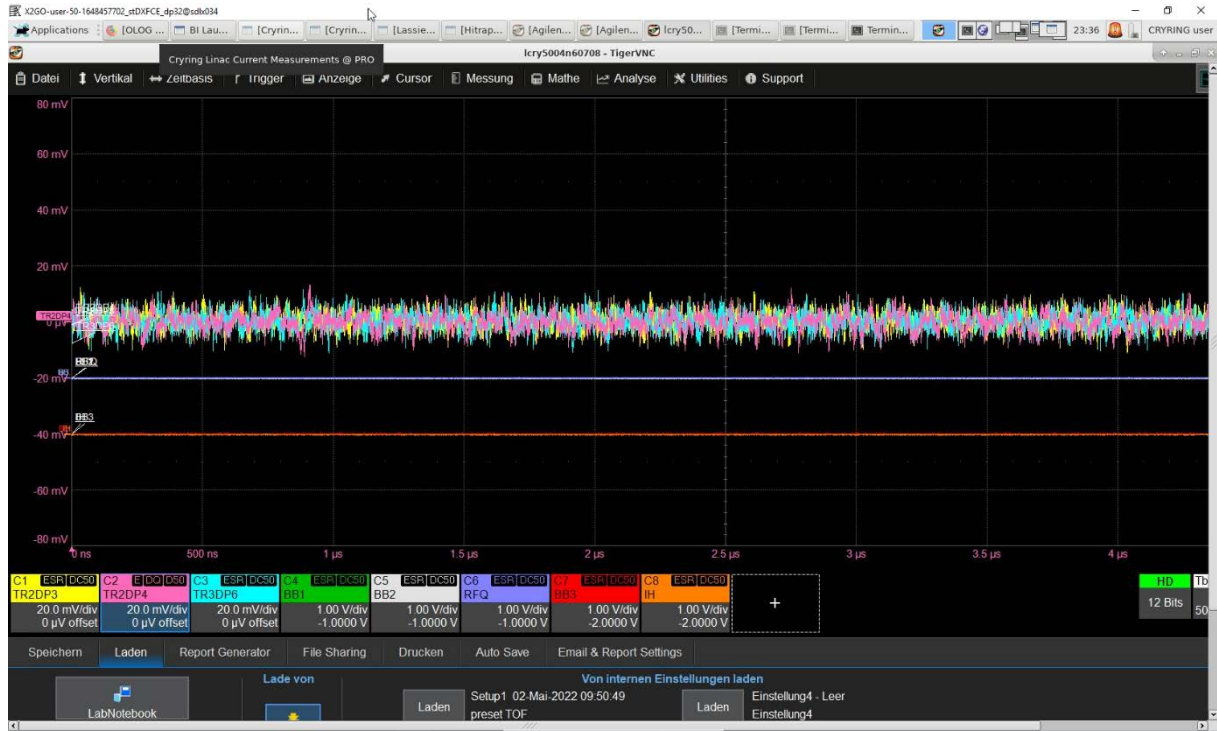 X2GO-user-50-1648457702_stDXFCE_dp32@sdlx034
Applications [OLOG ... BI Lau... [Cryrin... [Cryrin... [Lassie... [Hitrap... [Agilen... [Agilen... lcry50... [Termi... [Termi... Termin... 23:36 CRYRING user
lcry5004n60708 - TigerVNC
Cryring Linac Current Measurements @ PRO
Datei Vertikal Zeitbasis Trigger Anzeige Cursor Messung Mathe Analyse Utilities Support
80 mV
60 mV
40 mV
20 mV
TR2DP4
0 µV
BB2
-20 mV
BB3
-40 mV
-60 mV
-80 mV
0 ns 500 ns 1 µs 1.5 µs 2 µs 2.5 µs 3 µs 3.5 µs 4 µs
C1 ESR DC50 C2 E DO D50 C3 ESR DC50 C4 ESR DC50 C5 ESR DC50 C6 ESR DC50 C7 ESR DC50 C8 ESR DC50 HD Tb
TR2DP3 TR2DP4 TR3DP6 BB1 BB2 RFQ BB3 IH
20.0 mV/div 20.0 mV/div 20.0 mV/div 1.00 V/div 1.00 V/div 1.00 V/div 1.00 V/div 1.00 V/div + 12 Bits 50
0 µV offset 0 µV offset 0 µV offset -1.0000 V -1.0000 V -1.0000 V -2.0000 V -2.0000 V
Speichern Laden Report Generator File Sharing Drucken Auto Save Email & Report Settings
Lade von Von internen Einstellungen laden
LabNotebook Laden Setup1 02-Mai-2022 09:50:49 Laden Einstellung4 - Leer
preset TOF Einstellung4